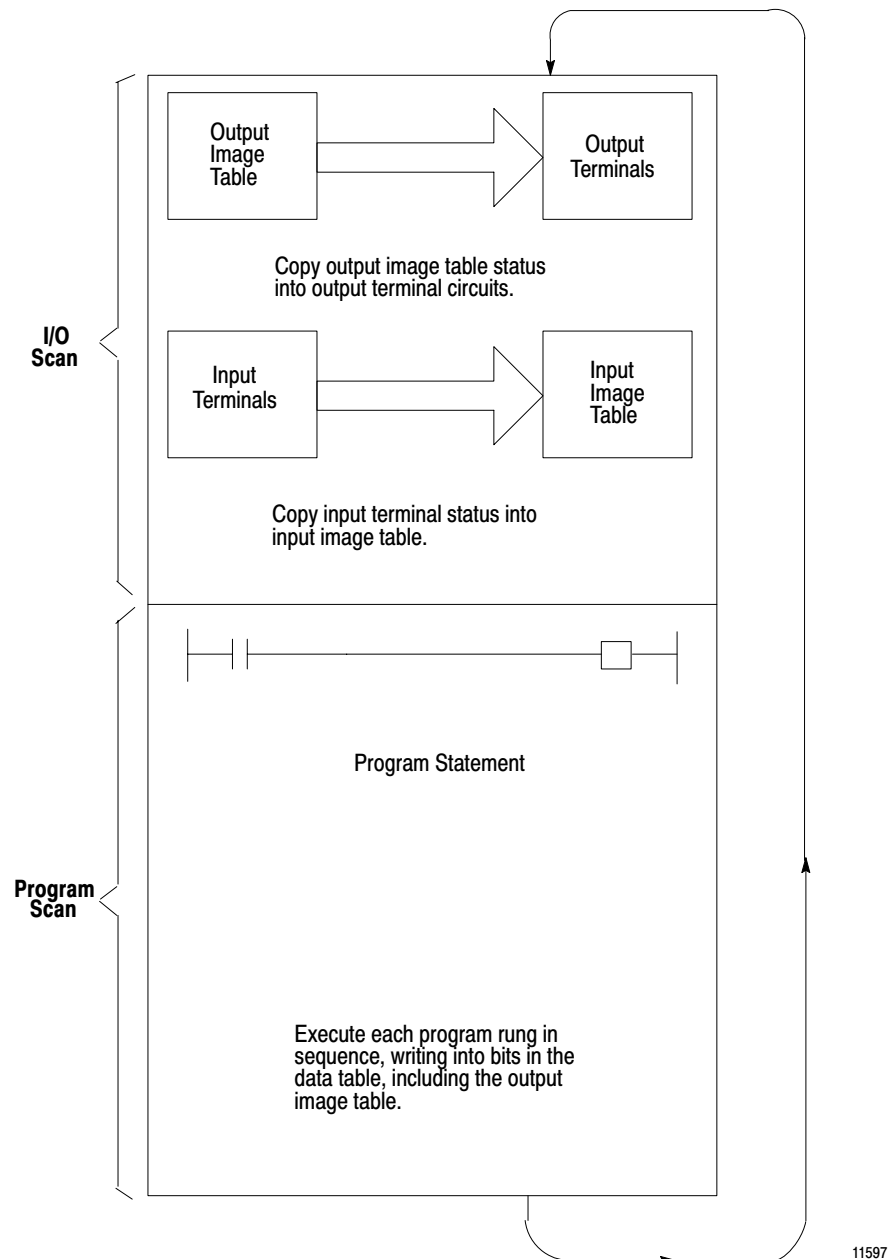 Output
Image
Table
Output
Terminals
Copy output image table status
into output terminal circuits.
I/O
Scan
Input
Terminals
Input
Image
Table
Copy input terminal status into
input image table.
Program Statement
Program
Scan
Execute each program rung in
sequence, writing into bits in the
data table, including the output
image table.
11597